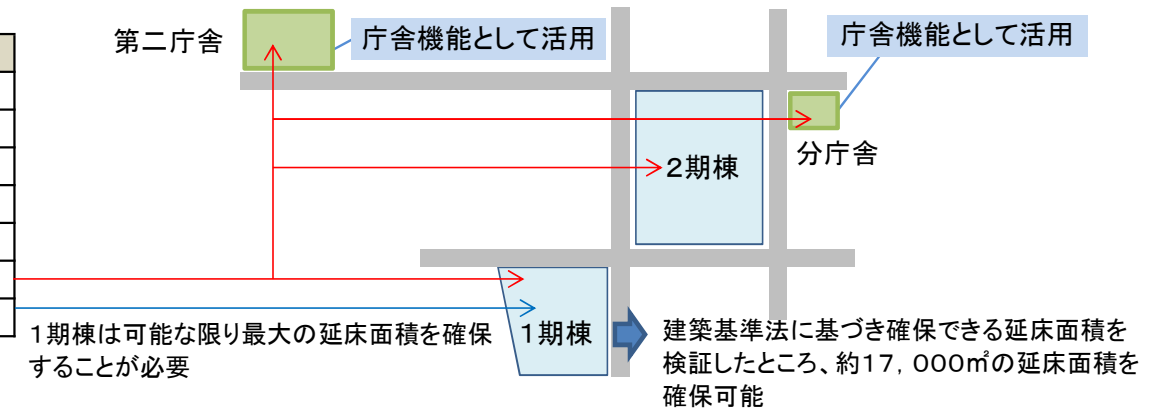 第二庁舎
庁舎機能として活用
庁舎機能として活用
分庁舎
2期棟
1期棟は可能な限り最大の延床面積を確保
することが必要
1期棟
建築基準法に基づき確保できる延床面積を
検証したところ、約17,000㎡の延床面積を
確保可能